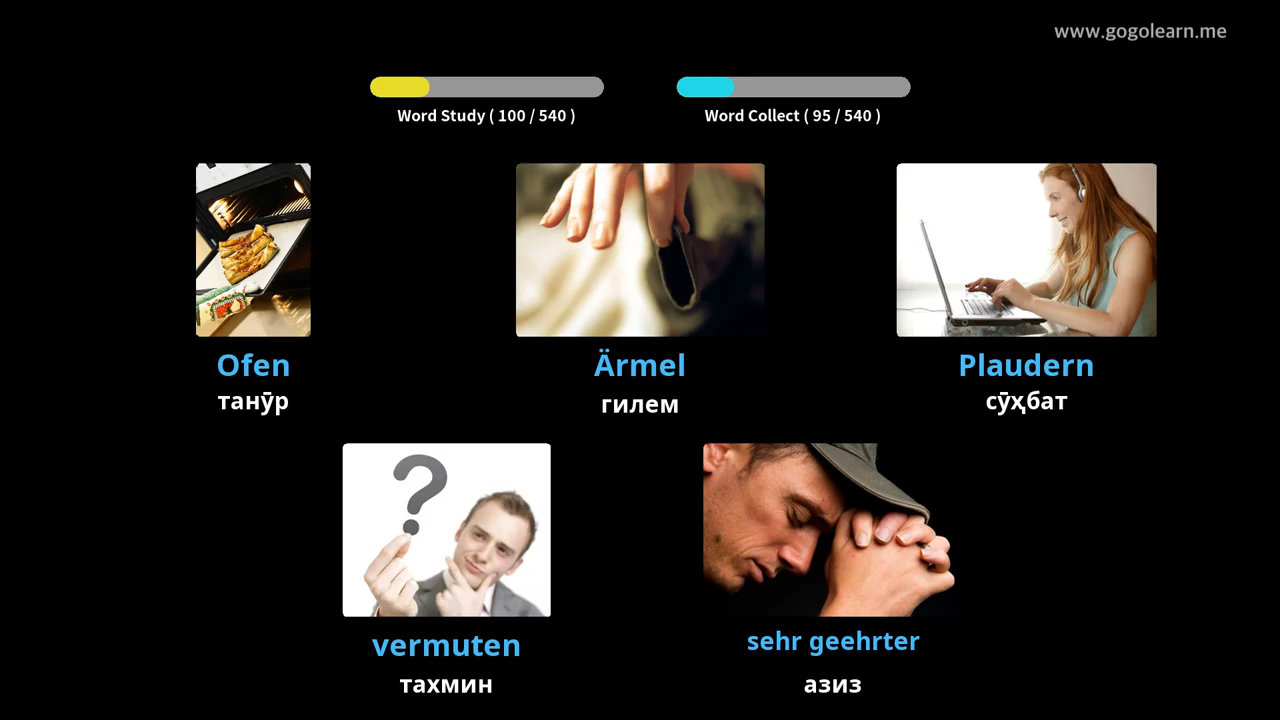 www.gogolearn.me
Word Study ( 100 / 540 )
Word Collect ( 95 / 540 )
Ofen
танӯр
Ärmel
гилем
Plaudern
сӯҳбат
vermuten
тахмин
sehr geehrter
азиз